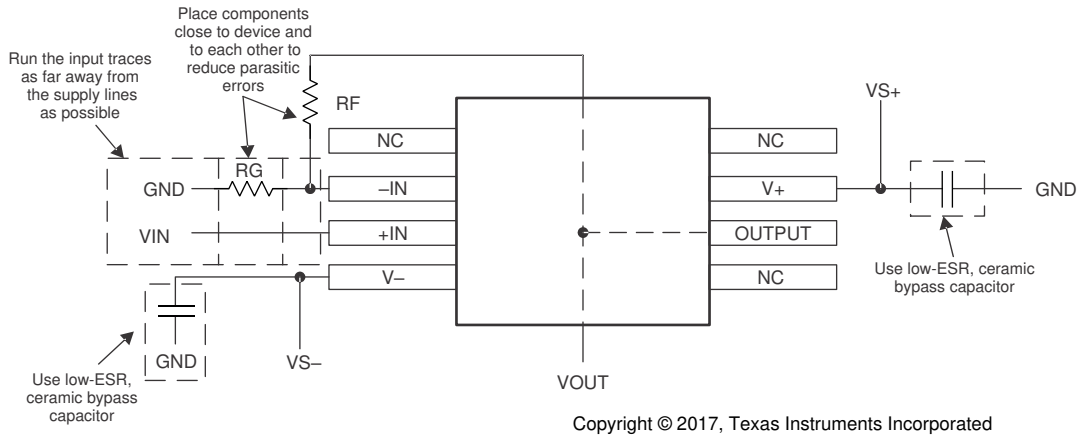 Place components
close to device and
to each other to
reduce parasitic
errors
Run the input traces
as far away from
the supply lines
as possible
RF
VS+
NC
NC
RG
GND
–IN
V+
GND
VIN
+IN
OUTPUT
V–
NC
Use low-ESR, ceramic
bypass capacitor
GND
VS–
Use low-ESR,
ceramic bypass
capacitor
VOUT
Copyright © 2017, Texas Instruments Incorporated